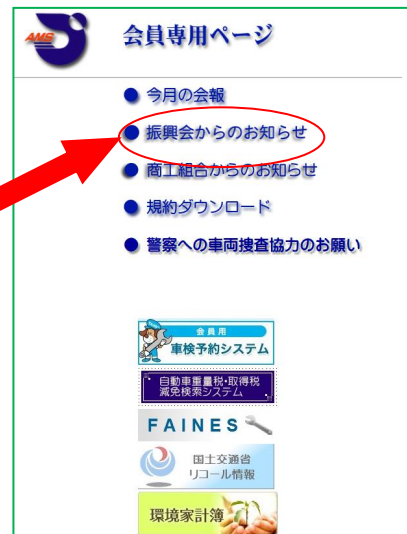 AMS
会員専用ページ
今月の会報
振興会からのお知らせ
商工組合からのお知らせ
規約ダウンロード
警察への車両捜査協力のお願い
会員用
車検予約システム
自動車重量税・取得税
減免検索システム
FAINES
国土交通省
リコール情報
環境家計簿